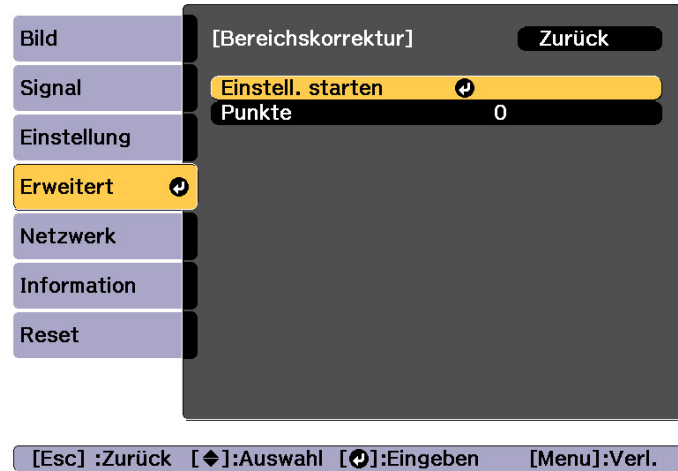 Bild
Signal
Einstellung
Erweitert
Netzwerk
Information
Reset
[Bereichskorrektur] Zurück
Einstell. starten
Punkte 0
[Esc] :Zurück [◆]:Auswahl [⏎]:Eingeben [Menu]:Verl.